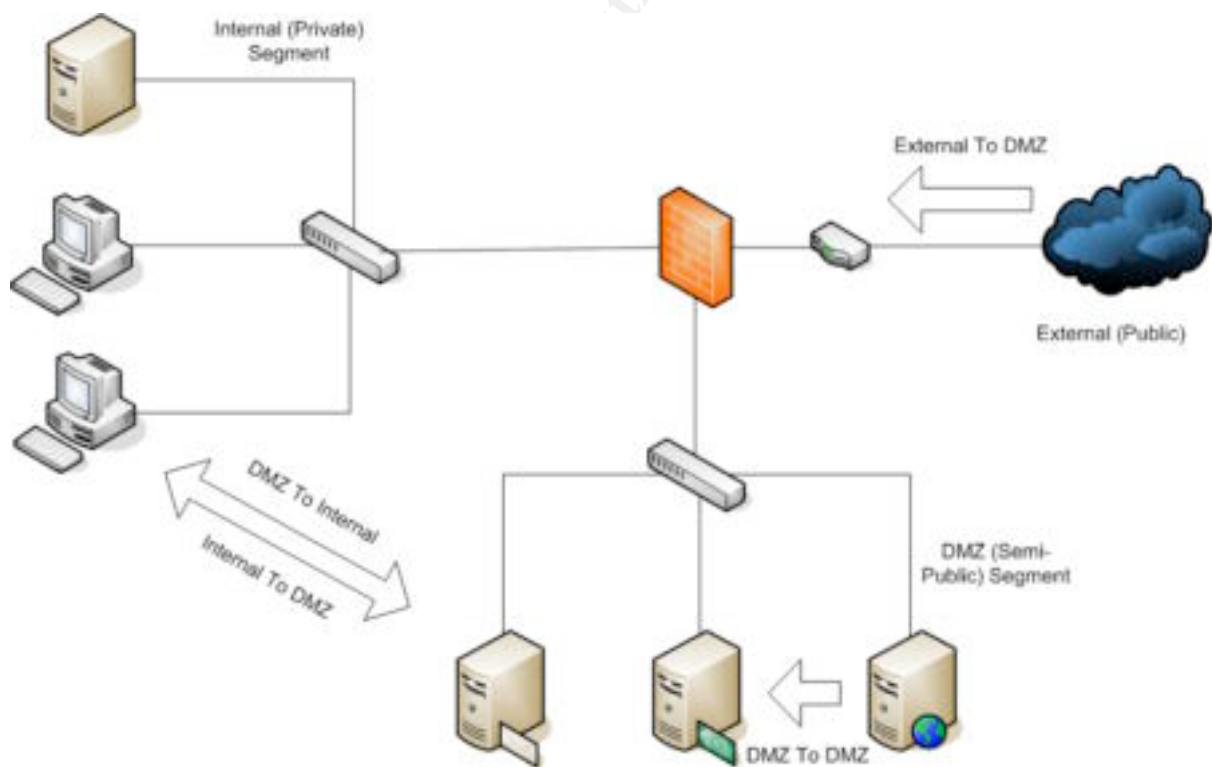 Internal (Private)
Segment
External To DMZ
External (Public)
DMZ To Internal
Internal To DMZ
DMZ (Semi-
Public) Segment
DMZ To DMZ